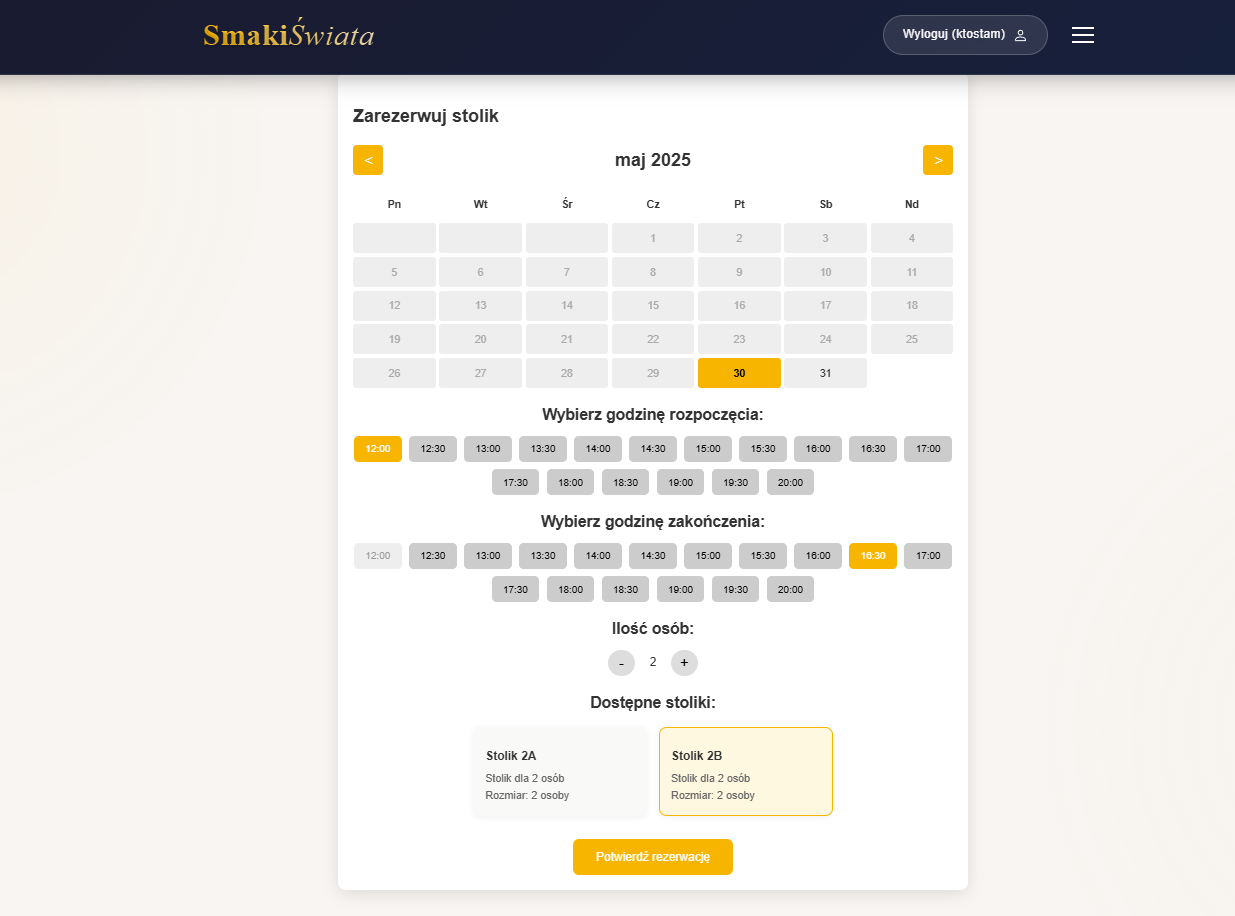 SmakiŚwiata
Wyloguj (ktostam)
Zarezerwuj stolik
< maj 2025 >
Pn Wt Śr Cz Pt Sb Nd
1 2 3 4
5 6 7 8 9 10 11
12 13 14 15 16 17 18
19 20 21 22 23 24 25
26 27 28 29 30 31
Wybierz godzinę rozpoczęcia:
12:00 12:30 13:00 13:30 14:00 14:30 15:00 15:30 16:00 16:30 17:00
17:30 18:00 18:30 19:00 19:30 20:00
Wybierz godzinę zakończenia:
12:00 12:30 13:00 13:30 14:00 14:30 15:00 15:30 16:00 16:30 17:00
17:30 18:00 18:30 19:00 19:30 20:00
Ilość osób:
- 2 +
Dostępne stoliki:
Stolik 2A
Stolik dla 2 osób
Rozmiar: 2 osoby
Stolik 2B
Stolik dla 2 osób
Rozmiar: 2 osoby
Potwierdź rezerwację